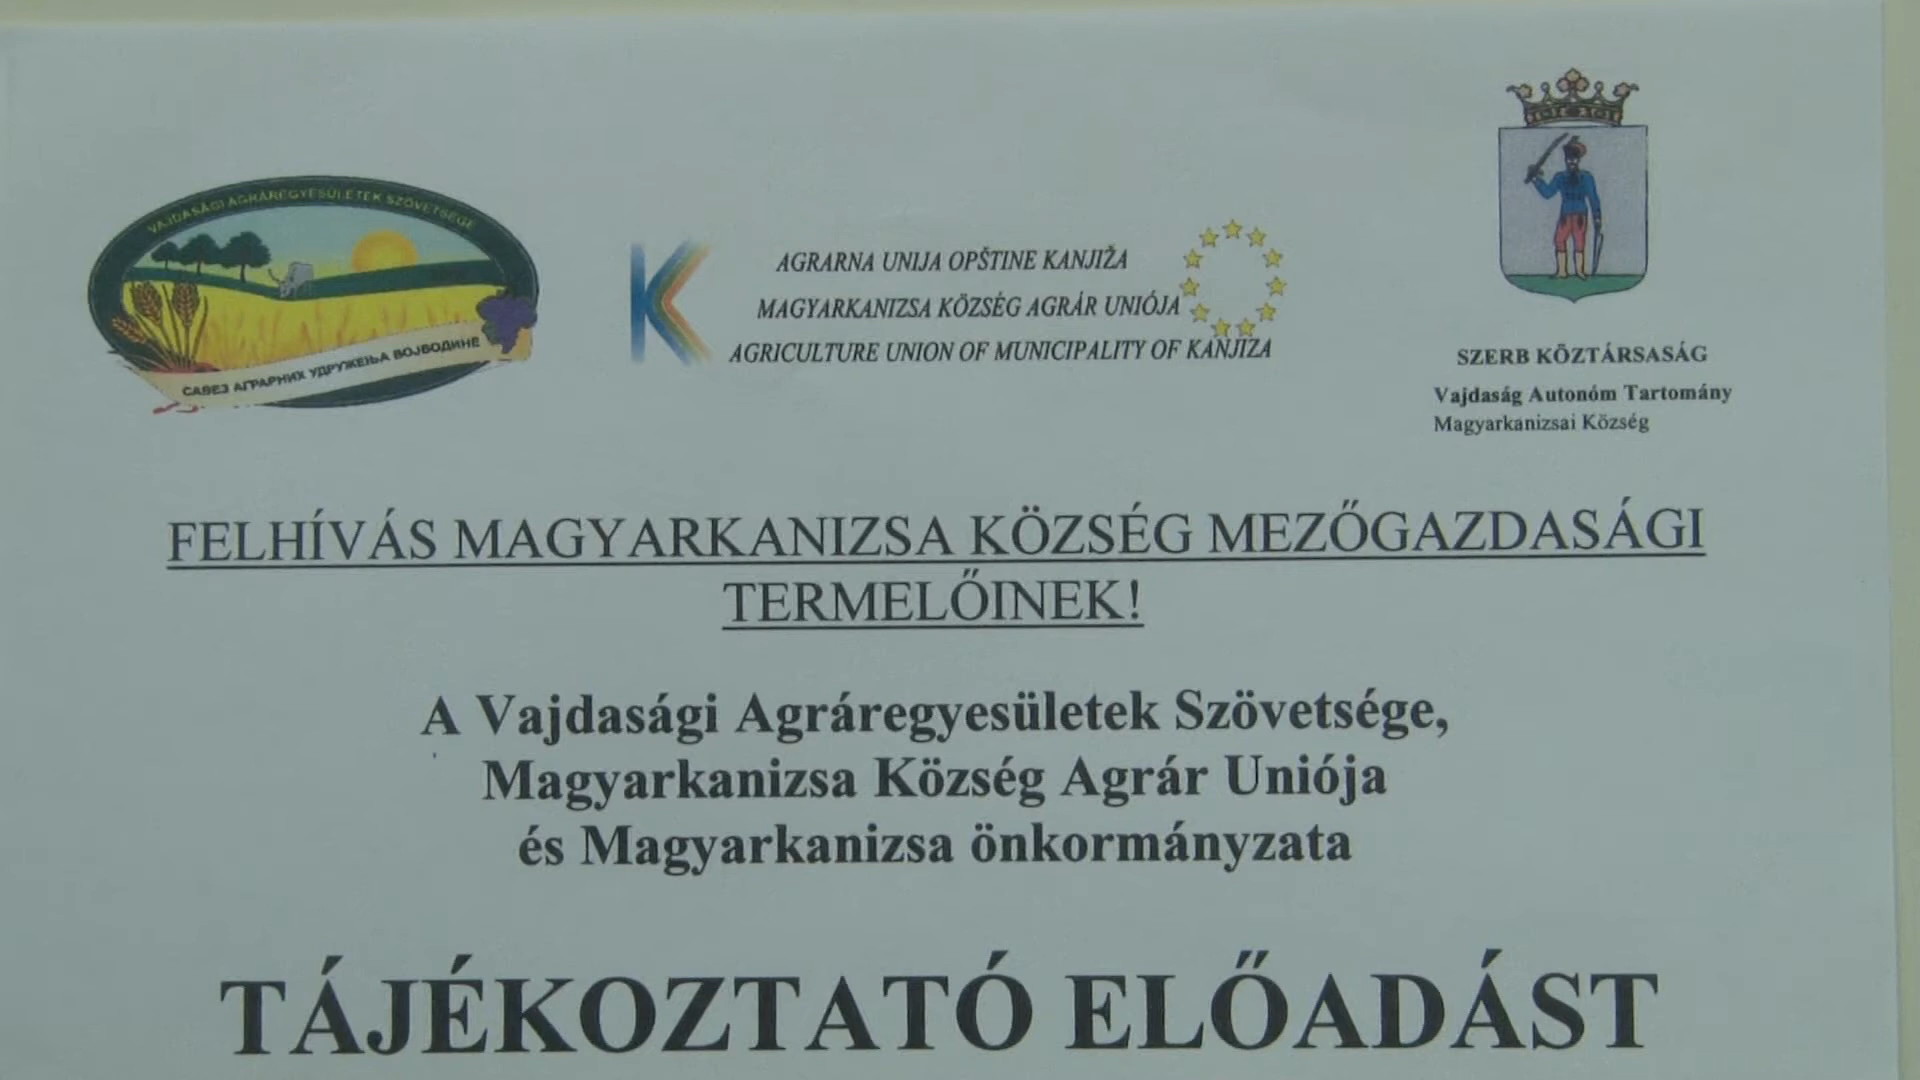 VAJDASÁGI AGRÁREGYESÜLETEK SZÖVETSÉGE
САВЕЗ АГРАРНИХ УДРУЖЕЊА ВОЈВОДИНЕ
K
AGRARNA UNIJA OPŠTINE KANJIŽA
MAGYARKANIZSA KÖZSÉG AGRÁR UNIÓJA
AGRICULTURE UNION OF MUNICIPALITY OF KANJIZA
SZERB KÖZTÁRSASÁG
Vajdaság Autonóm Tartomány
Magyarkanizsai Község
FELHÍVÁS MAGYARKANIZSA KÖZSÉG MEZŐGAZDASÁGI
TERMELŐINEK!
A Vajdasági Agráregyesületek Szövetsége,
Magyarkanizsa Község Agrár Uniója
és Magyarkanizsa önkormányzata
TÁJÉKOZTATÓ ELŐADÁST